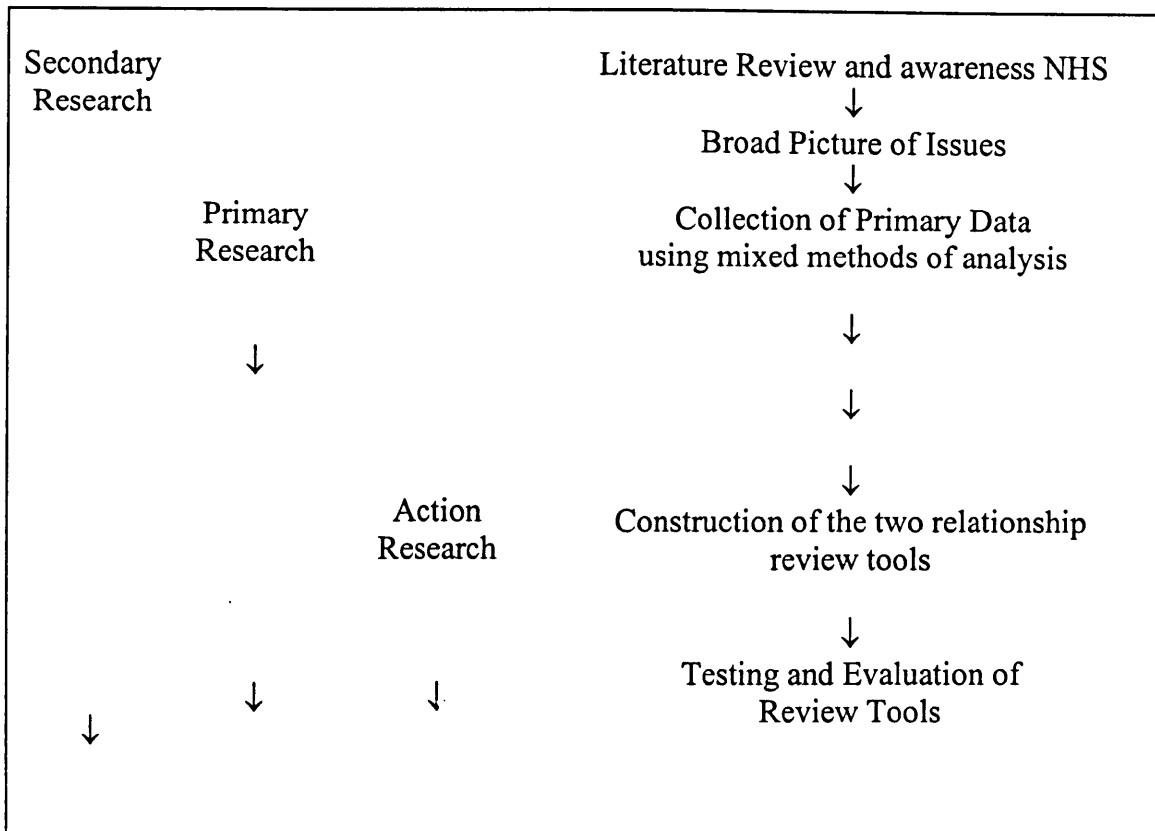 Secondary
Research
Literature Review and awareness NHS
↓
Broad Picture of Issues
↓
Primary
Research
Collection of Primary Data
using mixed methods of analysis
↓
↓
↓
↓
Action
Research
Construction of the two relationship
review tools
↓
Testing and Evaluation of
Review Tools
↓
↓
↓